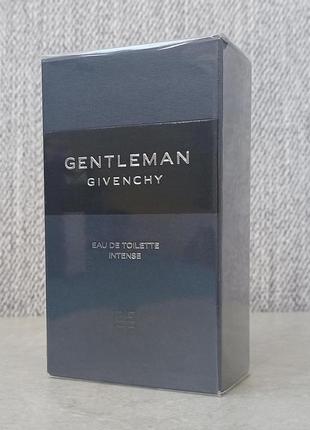 GENTLEMAN
GIVENCHY
EAU DE TOILETTE
INTENSE